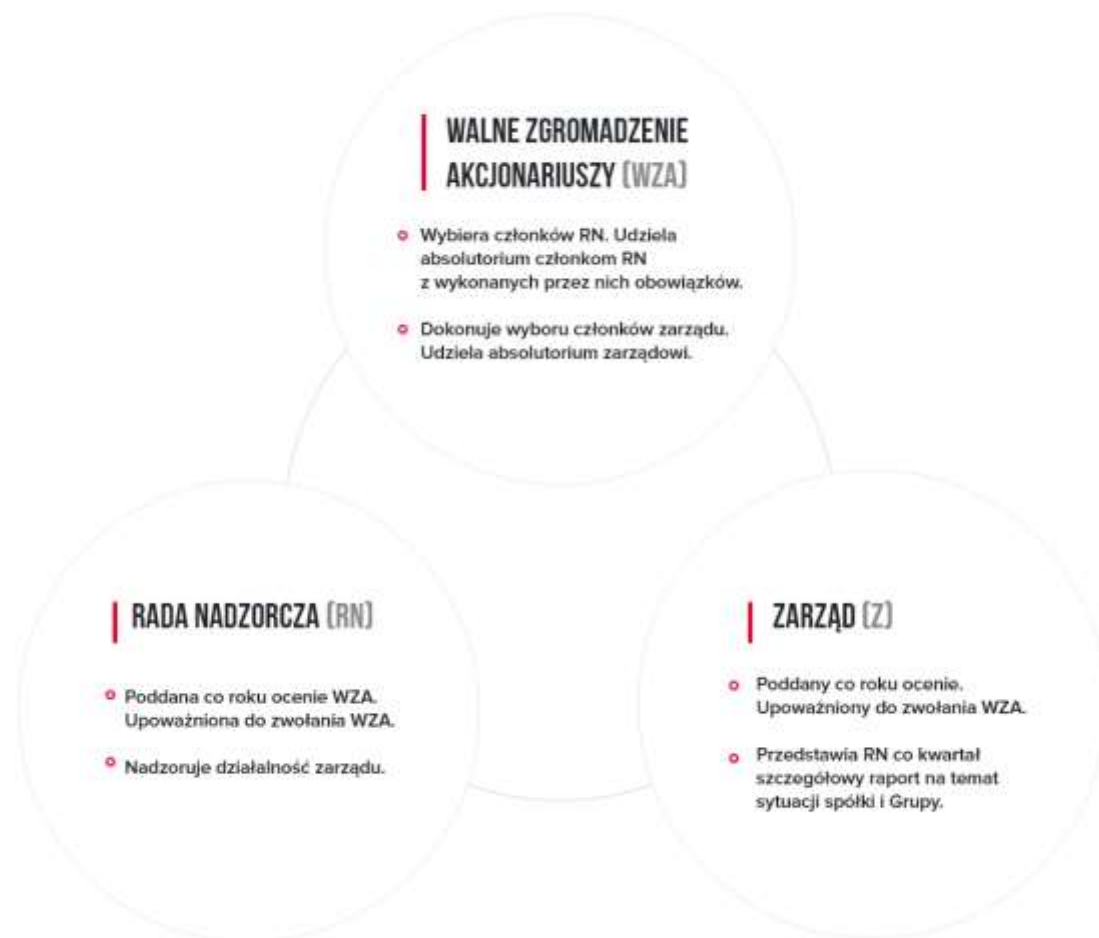 WALNE ZGROMADZENIE
AKCJONARIUSZY (WZA)
Wybiera członków RN. Udziela
absolutorium członkom RN
z wykonanych przez nich obowiązków.
Dokonuje wyboru członków zarządu.
Udziela absolutorium zarządowi.
RADA NADZORCZA (RN)
Poddana co roku ocenie WZA.
Upoważniona do zwołania WZA.
Nadzoruje działalność zarządu.
ZARZĄD (Z)
Poddany co roku ocenie.
Upoważniony do zwołania WZA.
Przedstawia RN co kwartał
szczegółowy raport na temat
sytuacji spółki i Grupy.